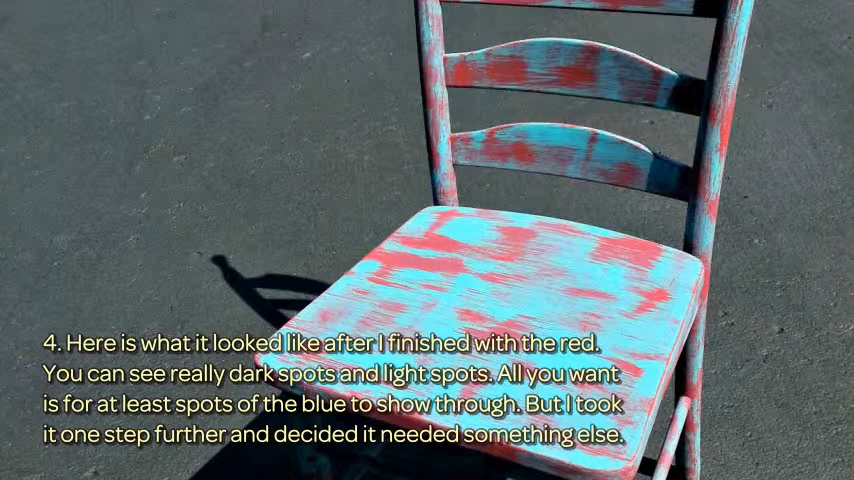 4. Here is what it looked like after I finished with the red.
You can see really dark spots and light spots. All you want
is for at least spots of the blue to show through. But I took
it one step further and decided it needed something else.